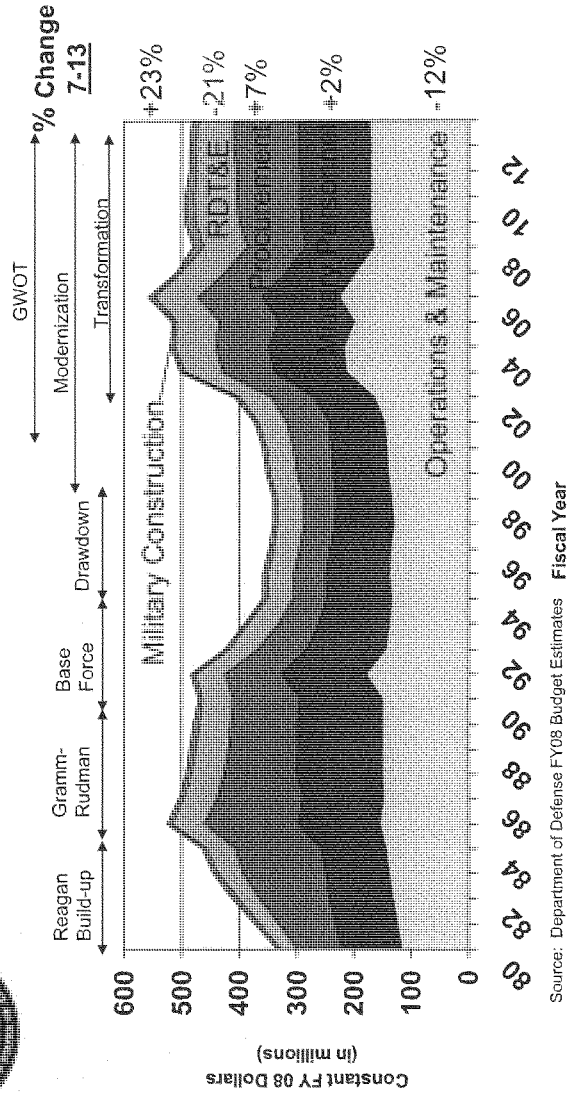 GWOT
Modernization
Transformation
Reagan
Build-up
Gramm-
Rudman
Base
Force
Drawdown
% Change
7-13
Military Construction
+23%
RDT&E
-21%
Procurement
+7%
Military Personnel
+2%
Operations & Maintenance
-12%
Constant FY 08 Dollars
(in millions)
600
500
400
300
200
100
0
80 82 84 86 88 90 92 94 96 98 00 02 04 06 08 10 12
Fiscal Year
Source: Department of Defense FY08 Budget Estimates